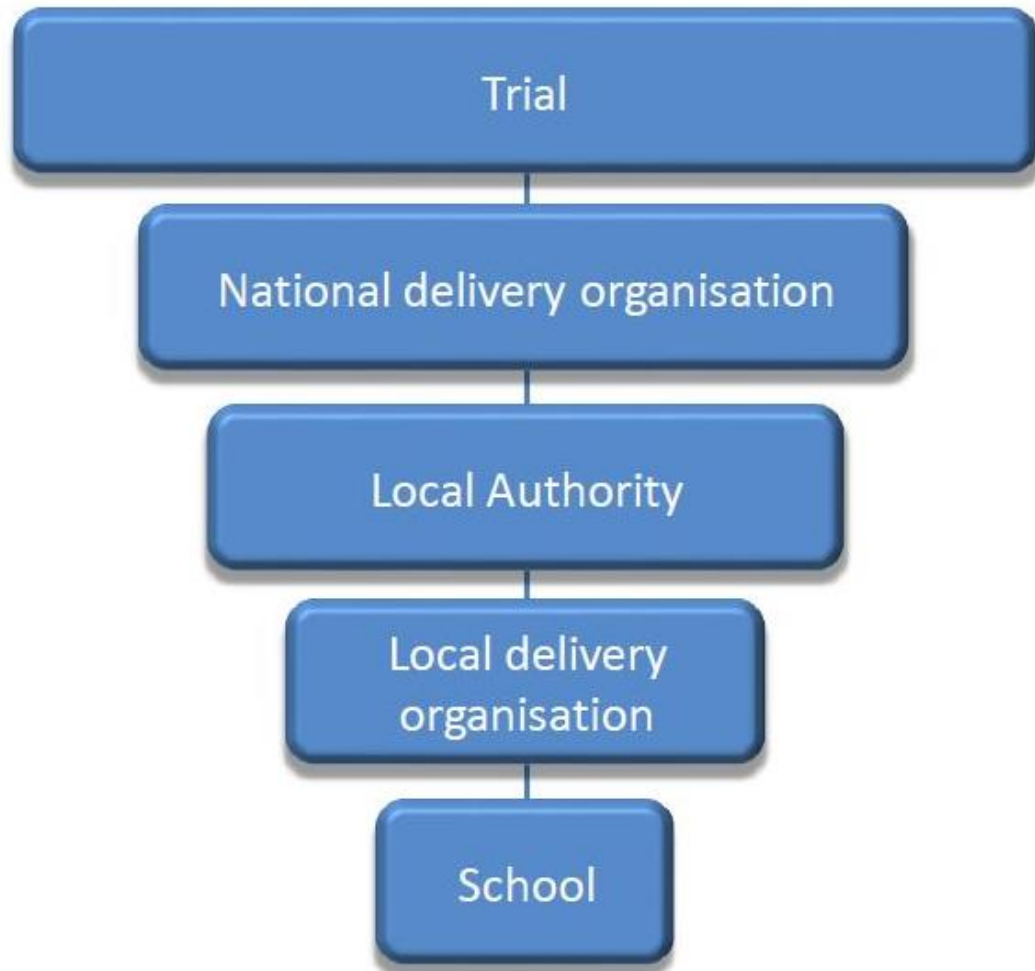 Trial
National delivery organisation
Local Authority
Local delivery
organisation
School